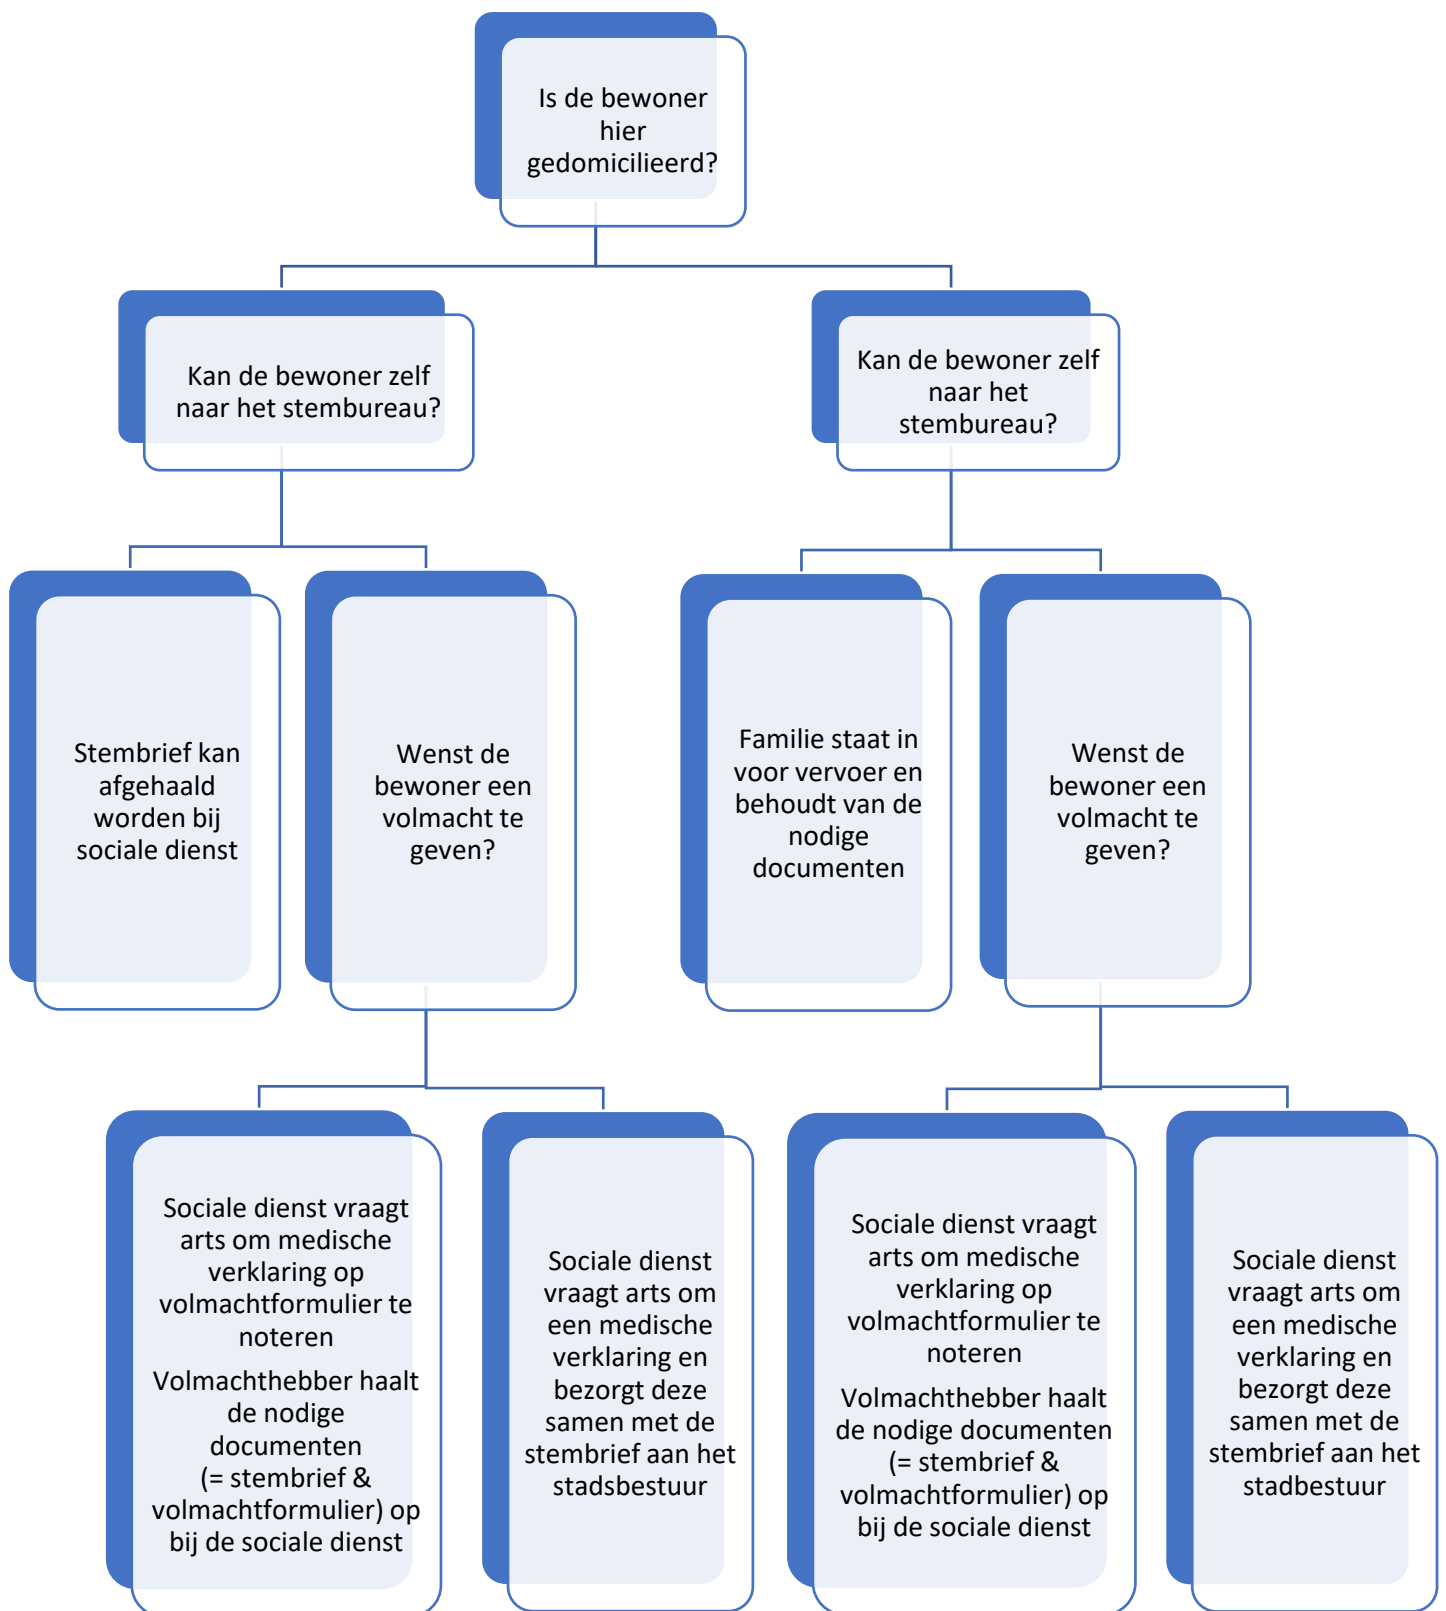 Is de bewoner
hier
gedomicilieerd?
Kan de bewoner zelf
naar het stembureau?
Kan de bewoner zelf
naar het
stembureau?
Stembrief kan
afgehaald
worden bij
sociale dienst
Wenst de
bewoner een
volmacht te
geven?
Familie staat in
voor vervoer en
behoudt van de
nodige
documenten
Wenst de
bewoner een
volmacht te
geven?
Sociale dienst vraagt
arts om medische
verklaring op
volmachtformulier te
noteren
Volmachthebber haalt
de nodige
documenten
(= stembrief &
volmachtformulier) op
bij de sociale dienst
Sociale dienst
vraagt arts om
een medische
verklaring en
bezorgt deze
samen met de
stembrief aan het
stadsbestuur
Sociale dienst vraagt
arts om medische
verklaring op
volmachtformulier te
noteren
Volmachthebber haalt
de nodige documenten
(= stembrief &
volmachtformulier) op
bij de sociale dienst
Sociale dienst
vraagt arts om
een medische
verklaring en
bezorgt deze
samen met de
stembrief aan het
stadbestuur